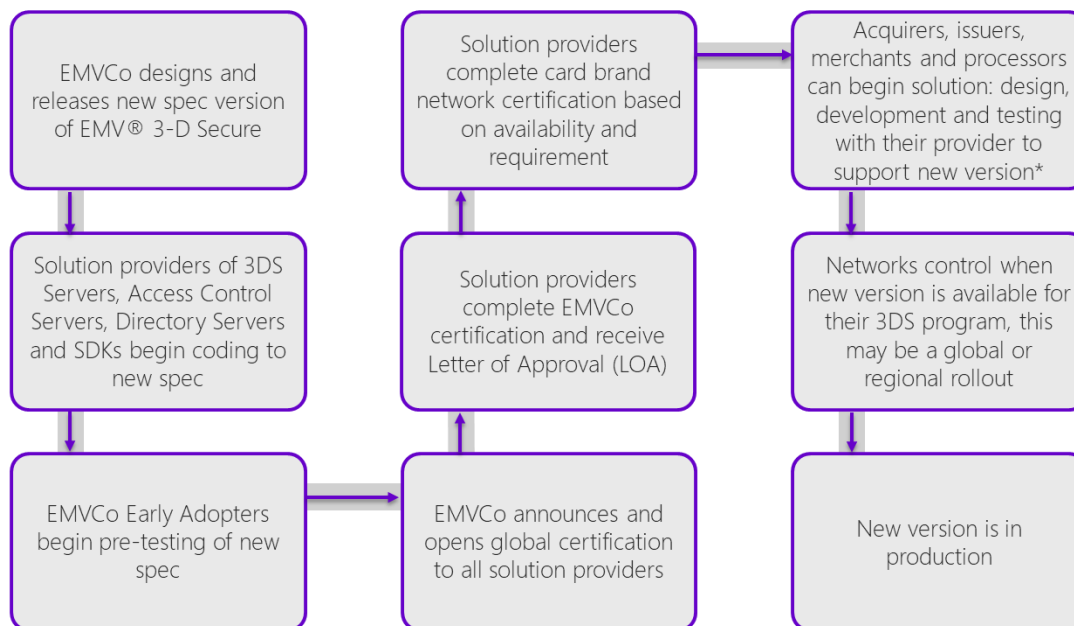 EMVCo designs and
releases new spec version
of EMV® 3-D Secure
Solution providers of 3DS
Servers, Access Control
Servers, Directory Servers
and SDKs begin coding to
new spec
EMVCo Early Adopters
begin pre-testing of new
spec
EMVCo announces and
opens global certification
to all solution providers
Solution providers
complete EMVCo
certification and receive
Letter of Approval (LOA)
Solution providers
complete card brand
network certification based
on availability and
requirement
Acquirers, issuers,
merchants and processors
can begin solution: design,
development and testing
with their provider to
support new version*
Networks control when
new version is available for
their 3DS program, this
may be a global or
regional rollout
New version is in
production